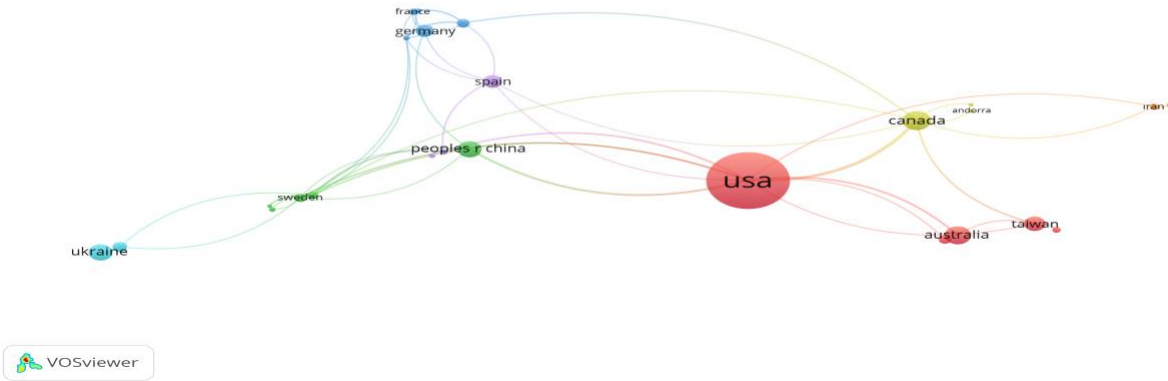 france
germany
spain
andorra
iran
canada
peoples r china
usa
sweden
taiwan
australia
ukraine
VOSviewer